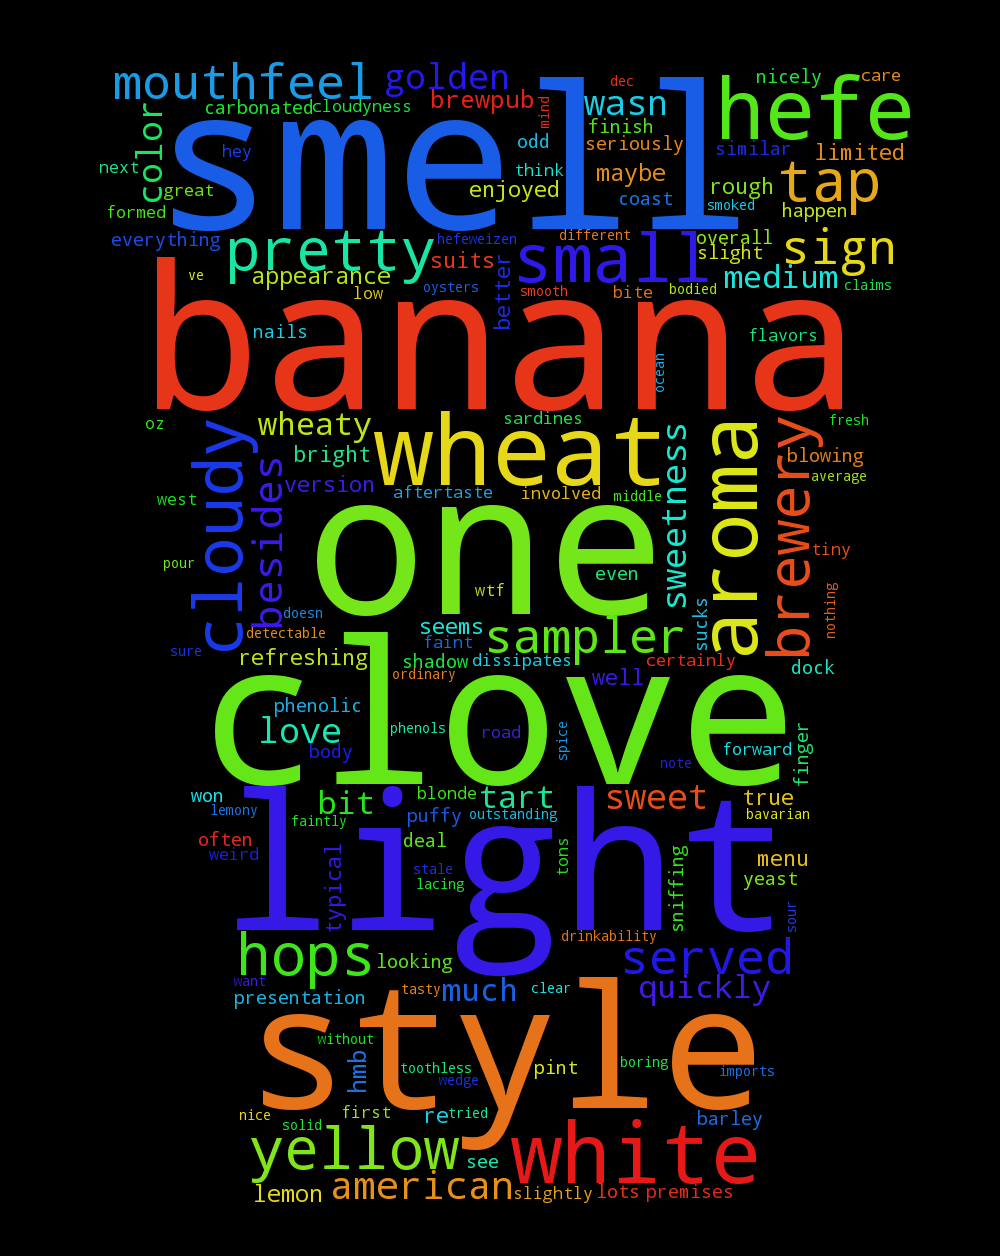 mouthfeel golden dec nicely care
carbonated cloudyness brewpub mind wasn hefe
smell
color hey odd finish seriously similar limited
next great think maybe tap
formed enjoyed coast rough smoked happen
everything pretty hefeweizen different overall sign
appearance suits small slight medium
ve low oysters better smooth bite bodied claims
banana
nails ocean flavors
oz wheaty sardines fresh
cloudy bright wheat sweetness aroma brewery blowing
besides version aftertaste involved middle average
west
one
pour wtf even tiny
doesn nothing
detectable seems sampler sucks
sure refreshing faint shadow dissipates certainly dock
ordinary well
clove
phenolic
love phenols road spice forward finger
body note
won bit blonde tart sweet true
lemony faintly puffy outstanding bavarian
light
often deal tons menu
weird typical stale lacing sniffing yeast
sour
hops looking drinkability served
want tasty much clear quickly
presentation
style
without
hmb toothless wedge pint boring imports
nice first re tried barley
solid
yellow see white
lemon american slightly lots premises